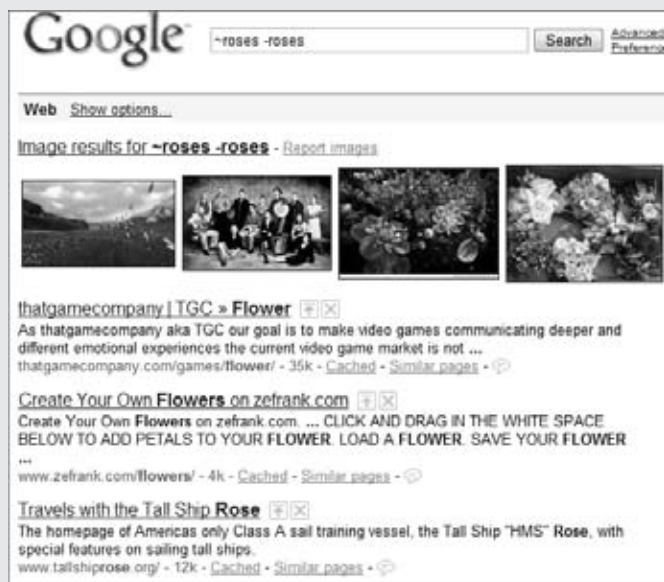 Google
~roses -roses
Search
Advanced
Preference
Web Show options...
Image results for ~roses -roses - Report images
thatgamecompany | TGC » Flower
As thatgamecompany aka TGC our goal is to make video games communicating deeper and
different emotional experiences the current video game market is not ...
thatgamecompany.com/games/flower/ - 35k - Cached - Similar pages -
Create Your Own Flowers on zefrank.com
Create Your Own Flowers on zefrank.com. ... CLICK AND DRAG IN THE WHITE SPACE
BELOW TO ADD PETALS TO YOUR FLOWER. LOAD A FLOWER. SAVE YOUR FLOWER
...
www.zefrank.com/flowers/ - 4k - Cached - Similar pages -
Travels with the Tall Ship Rose
The homepage of Americas only Class A sail training vessel, the Tall Ship "HMS" Rose, with
special features on sailing tall ships.
www.tallshiprose.org/ - 12k - Cached - Similar pages -